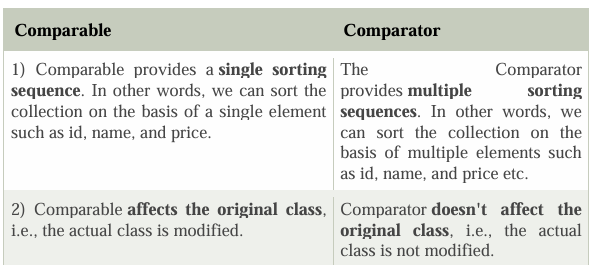 Comparable
Comparator
1) Comparable provides a single sorting
sequence. In other words, we can sort the
collection on the basis of a single element
such as id, name, and price.
The Comparator
provides multiple sorting
sequences. In other words, we
can sort the collection on the
basis of multiple elements such
as id, name, and price etc.
2) Comparable affects the original class,
i.e., the actual class is modified.
Comparator doesn't affect the
original class, i.e., the actual
class is not modified.